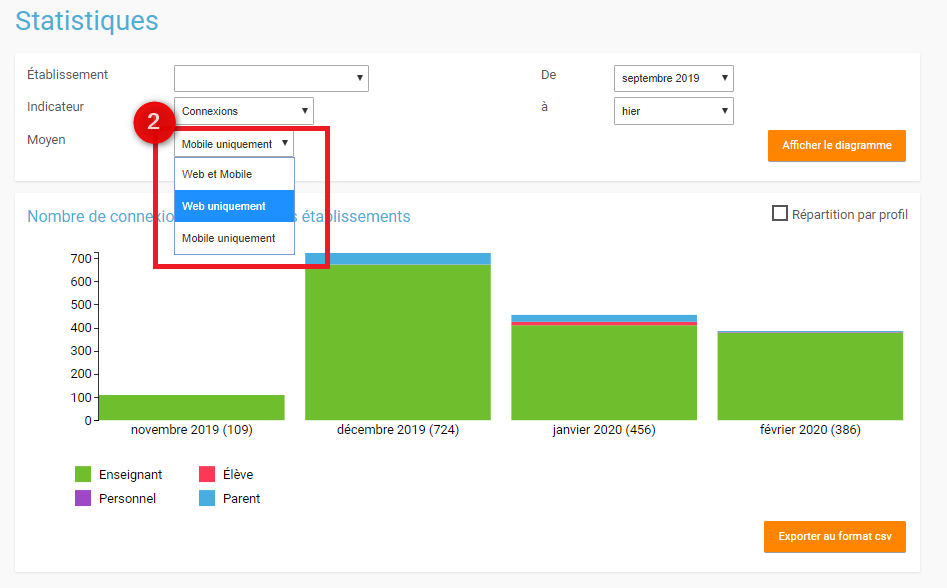 Statistiques
Établissement
De
septembre 2019
Indicateur
Connexions
à
hier
2
Moyen
Mobile uniquement
Afficher le diagramme
Web et Mobile
Web uniquement
Mobile uniquement
Nombre de connexio s établissements
Répartition par profil
700
600
500
400
300
200
100
0
novembre 2019 (109)
décembre 2019 (724)
janvier 2020 (456)
février 2020 (386)
Enseignant
Élève
Personnel
Parent
Exporter au format csv